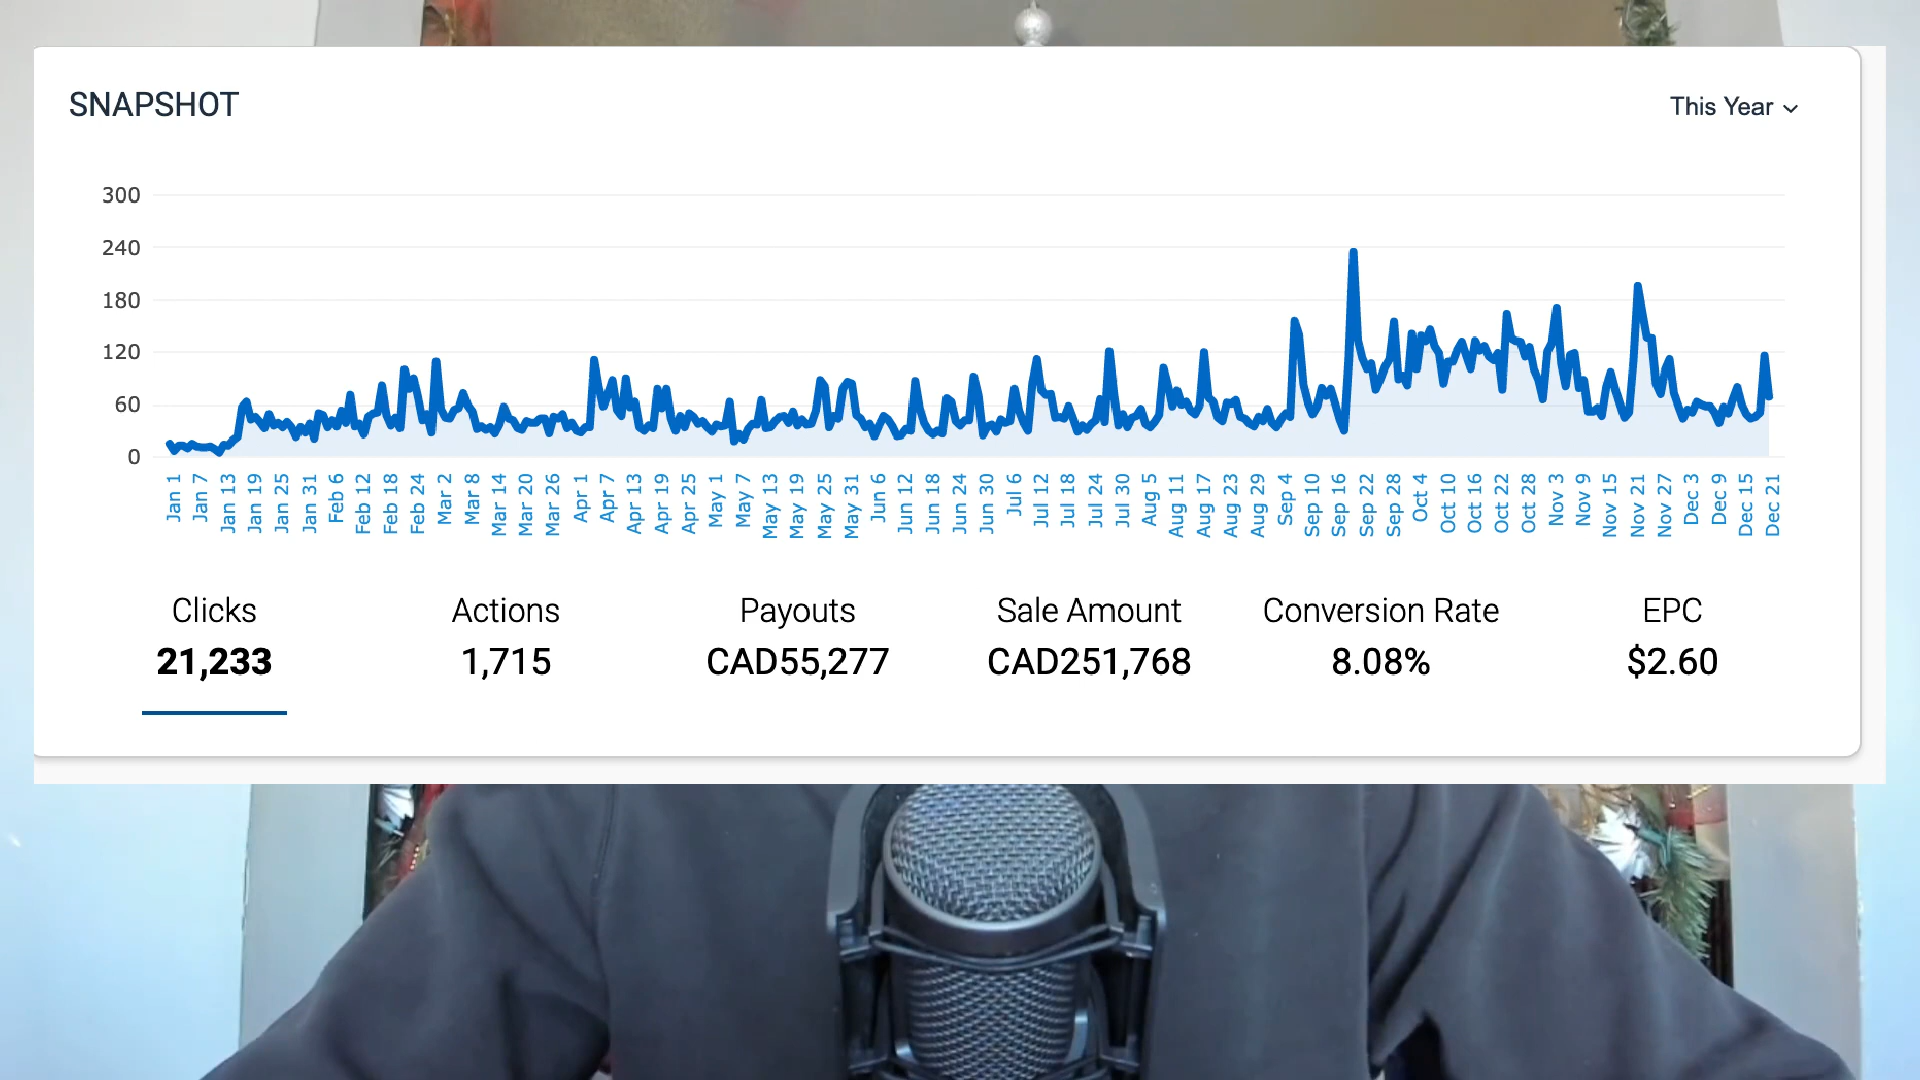 SNAPSHOT
This Year
300
240
180
120
60
0
Jan 1 Jan 7 Jan 13 Jan 19 Jan 25 Jan 31 Feb 6 Feb 12 Feb 18 Feb 24 Mar 2 Mar 8 Mar 14 Mar 20 Mar 26 Apr 1 Apr 7 Apr 13 Apr 19 Apr 25 May 1 May 7 May 13 May 19 May 25 May 31 Jun 6 Jun 12 Jun 18 Jun 24 Jun 30 Jul 6 Jul 12 Jul 18 Jul 24 Jul 30 Aug 5 Aug 11 Aug 17 Aug 23 Aug 29 Sep 4 Sep 10 Sep 16 Sep 22 Sep 28 Oct 4 Oct 10 Oct 16 Oct 22 Oct 28 Nov 3 Nov 9 Nov 15 Nov 21 Nov 27 Dec 3 Dec 9 Dec 15 Dec 21
Clicks Actions Payouts Sale Amount Conversion Rate EPC
21,233 1,715 CAD55,277 CAD251,768 8.08% $2.60